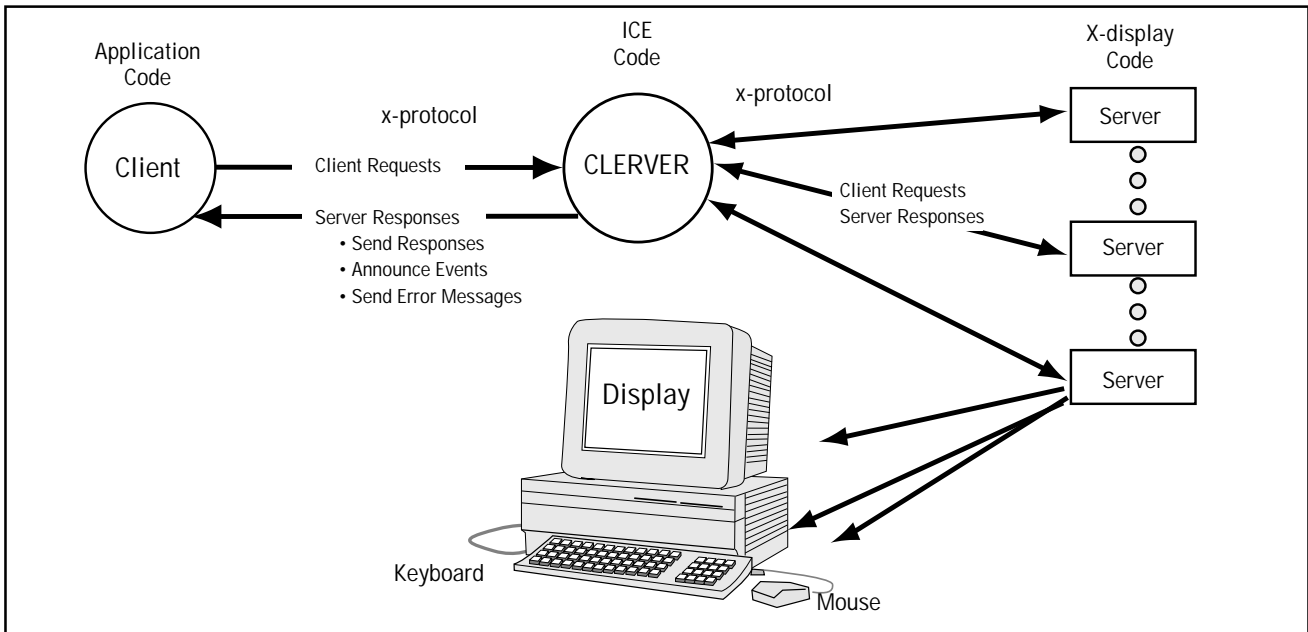 Application
Code
ICE
Code
X-display
Code
x-protocol
x-protocol
Client
CLERVER
Server
Client Requests
Server Responses
• Send Responses
• Announce Events
• Send Error Messages
Client Requests
Server Responses
Server
Server
Display
Keyboard
Mouse